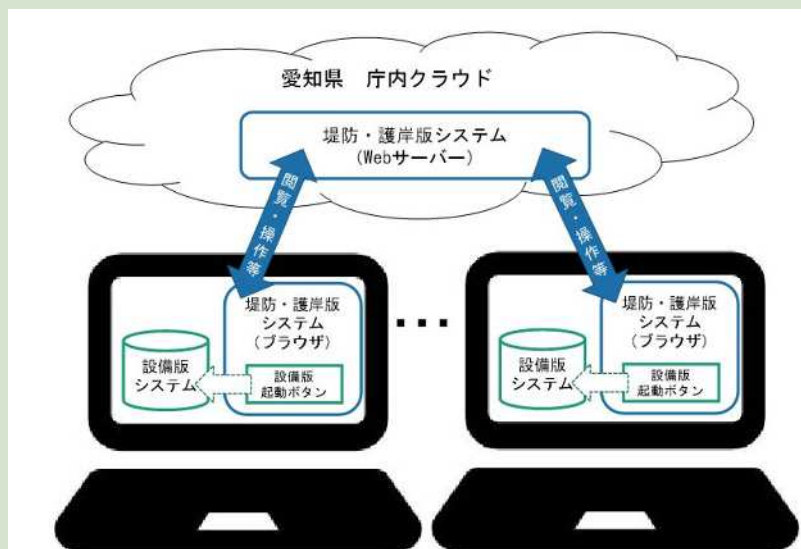 愛知県　庁内クラウド
堤防・護岸版システム
(Webサーバー)
閲覧・操作等
閲覧・操作等
堤防・護岸版
システム
(ブラウザ)
設備版
システム
設備版
起動ボタン
・・・
堤防・護岸版
システム
(ブラウザ)
設備版
システム
設備版
起動ボタン